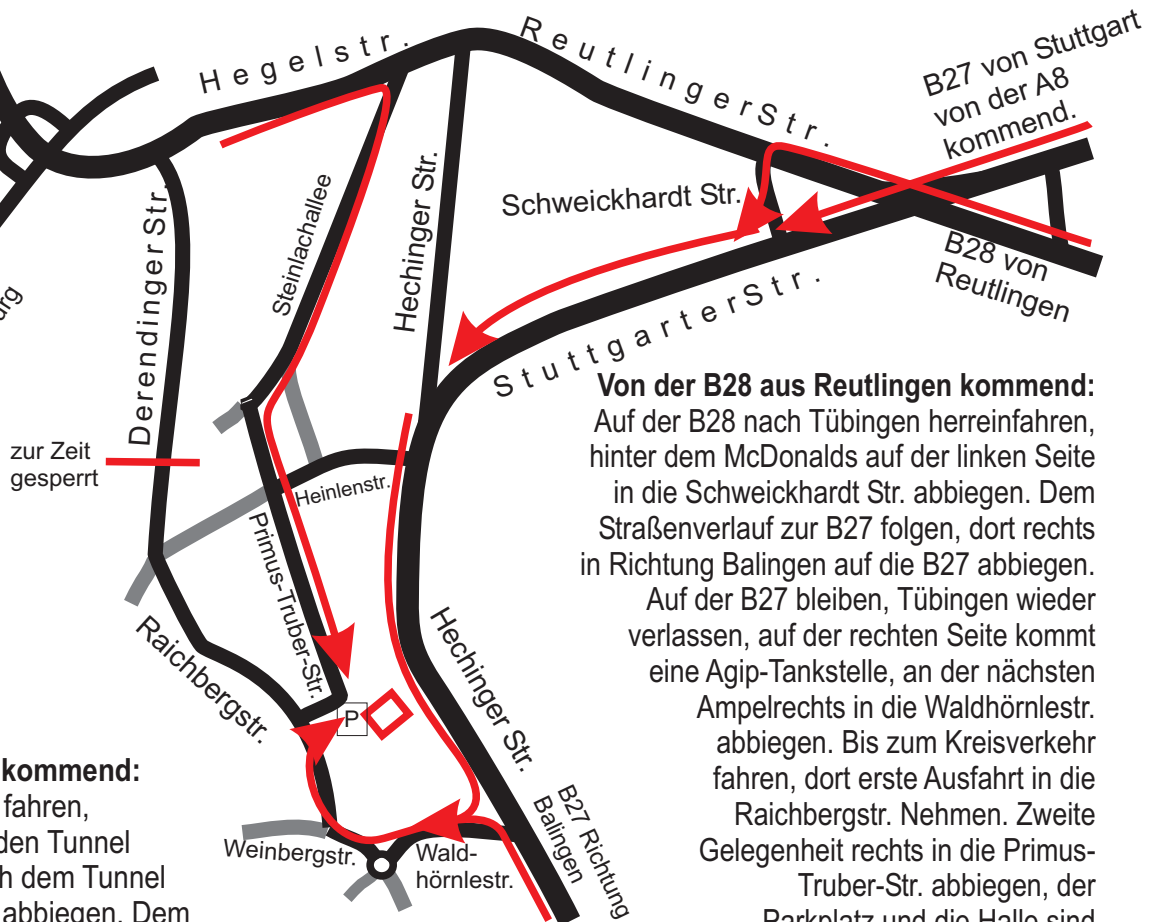 Hegelstr.
ReutlingerStr.
B27 von Stuttgart
von der A8
kommend.
Derendinger Str.
Steinlachallee
Hechinger Str.
Schweickhardt Str.
B28 von
Reutlingen
StuttgarterStr.
zur Zeit
gesperrt
Heinlenstr.
Primus-Truber-Str.
Raichbergstr.
P
Hechinger Str.
B27 Richtung
Balingen
Weinbergstr.
Wald-
hörnlestr.
Von der B28 aus Reutlingen kommend:
Auf der B28 nach Tübingen herreinfahren,
hinter dem McDonalds auf der linken Seite
in die Schweickhardt Str. abbiegen. Dem
Straßenverlauf zur B27 folgen, dort rechts
in Richtung Balingen auf die B27 abbiegen.
Auf der B27 bleiben, Tübingen wieder
verlassen, auf der rechten Seite kommt
eine Agip-Tankstelle, an der nächsten
Ampelrechts in die Waldhörnlestr.
abbiegen. Bis zum Kreisverkehr
fahren, dort erste Ausfahrt in die
Raichbergstr. Nehmen. Zweite
Gelegenheit rechts in die Primus-
Truber-Str. abbiegen, der
Parkplatz und die Halle sind
kommend:
fahren,
den Tunnel
h dem Tunnel
abbiegen. Dem